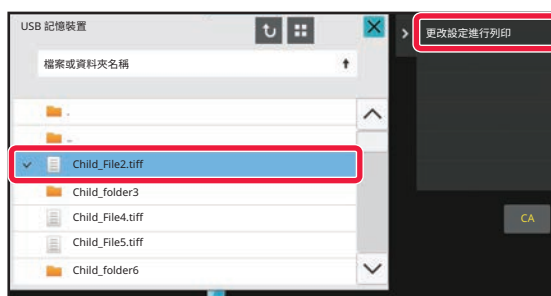 USB 記憶裝置
更改設定進行列印
檔案或資料夾名稱
.
..
Child_File2.tiff
Child_folder3
Child_File4.tiff
CA
Child_File5.tiff
Child_folder6